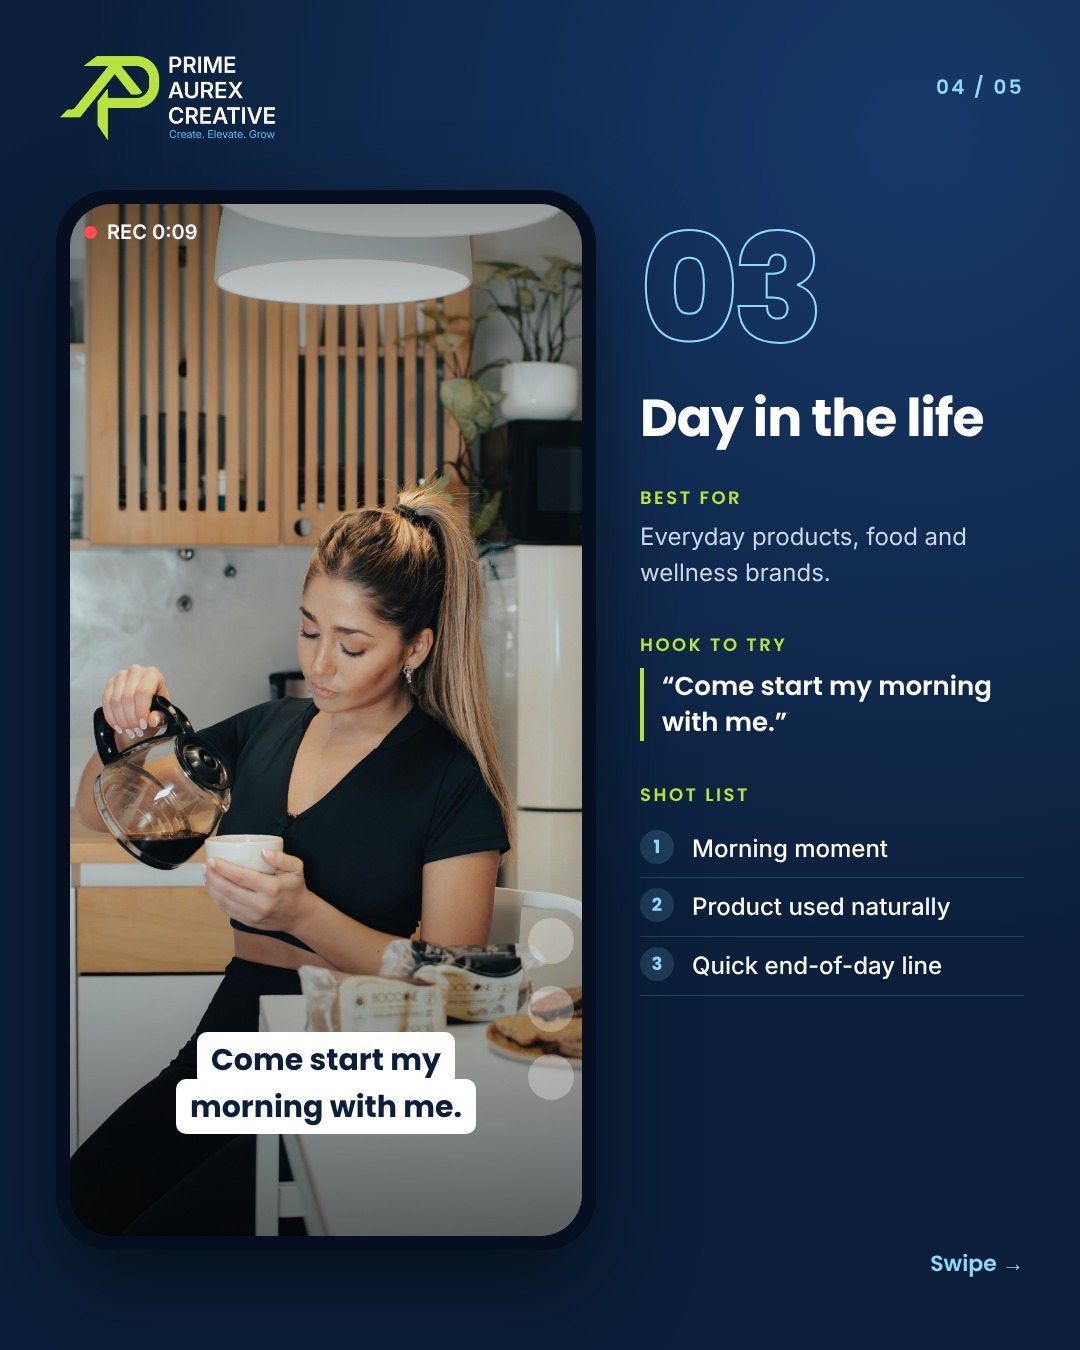 PRIME
AUREX
CREATIVE
Create. Elevate. Grow
04 / 05
REC 0:09
03
Day in the life
BEST FOR
Everyday products, food and
wellness brands.
HOOK TO TRY
“Come start my morning
with me.”
SHOT LIST
1 Morning moment
2 Product used naturally
3 Quick end-of-day line
BOCCONE
Come start my
morning with me.
Swipe →